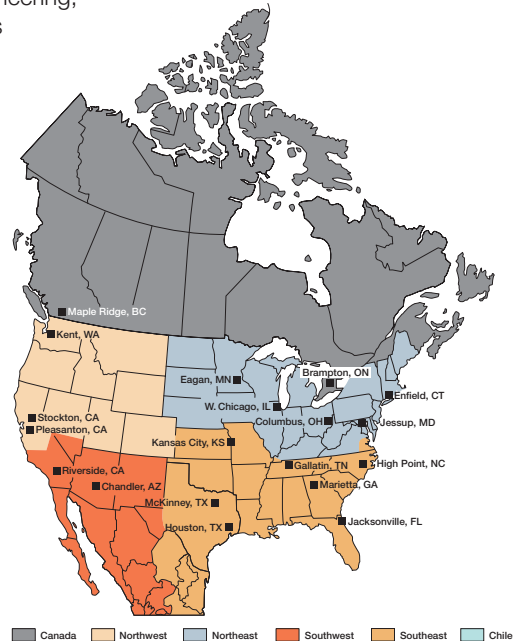 neering,
s
Maple Ridge, BC
Kent, WA
Brampton, ON
Eagan, MN
Enfield, CT
W. Chicago, IL
Stockton, CA
Columbus, OH
Jessup, MD
Pleasanton, CA
Kansas City, KS
Gallatin, TN
High Point, NC
Riverside, CA
Chandler, AZ
Marietta, GA
McKinney, TX
Jacksonville, FL
Houston, TX
Canada Northwest Northeast Southwest Southeast Chile